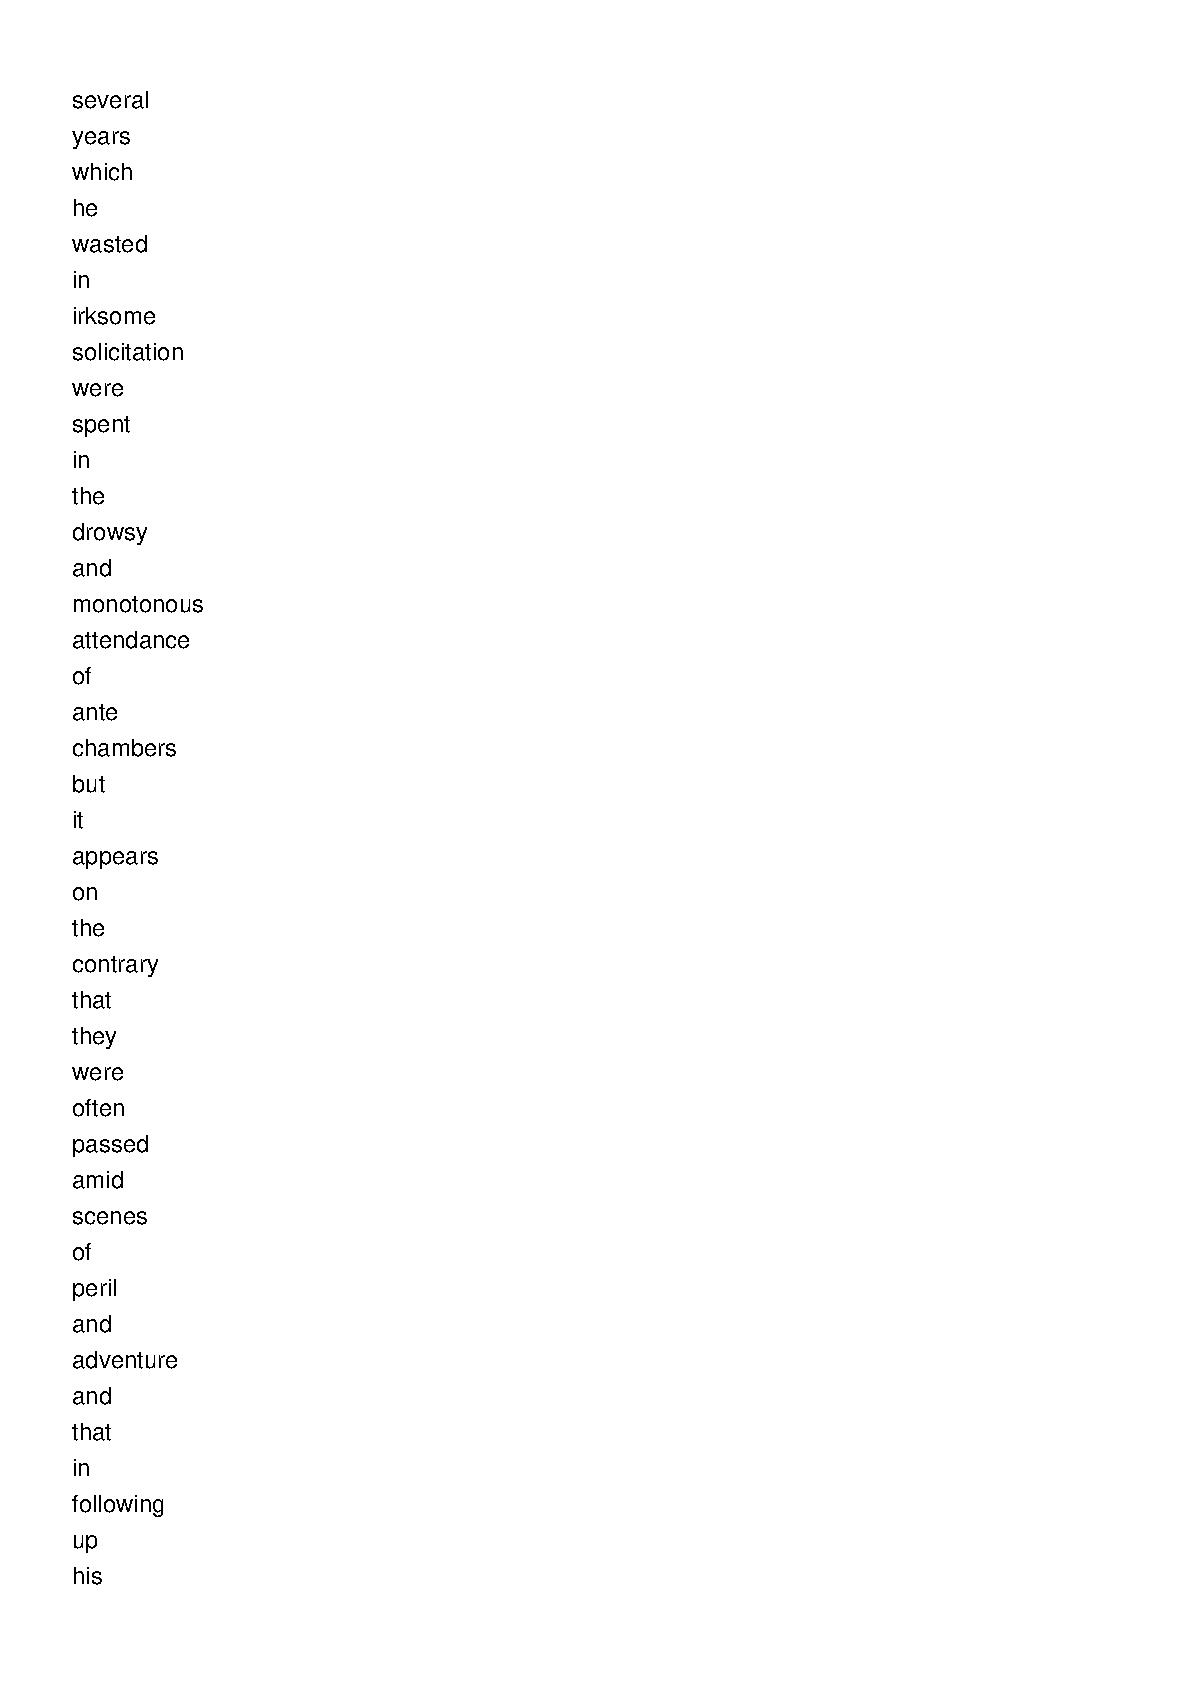 several
years
which
he
wasted
in
irksome
solicitation
were
spent
in
the
drowsy
and
monotonous
attendance
of
ante
chambers
but
it
appears
on
the
contrary
that
they
were
often
passed
amid
scenes
of
peril
and
adventure
and
that
in
following
up
his